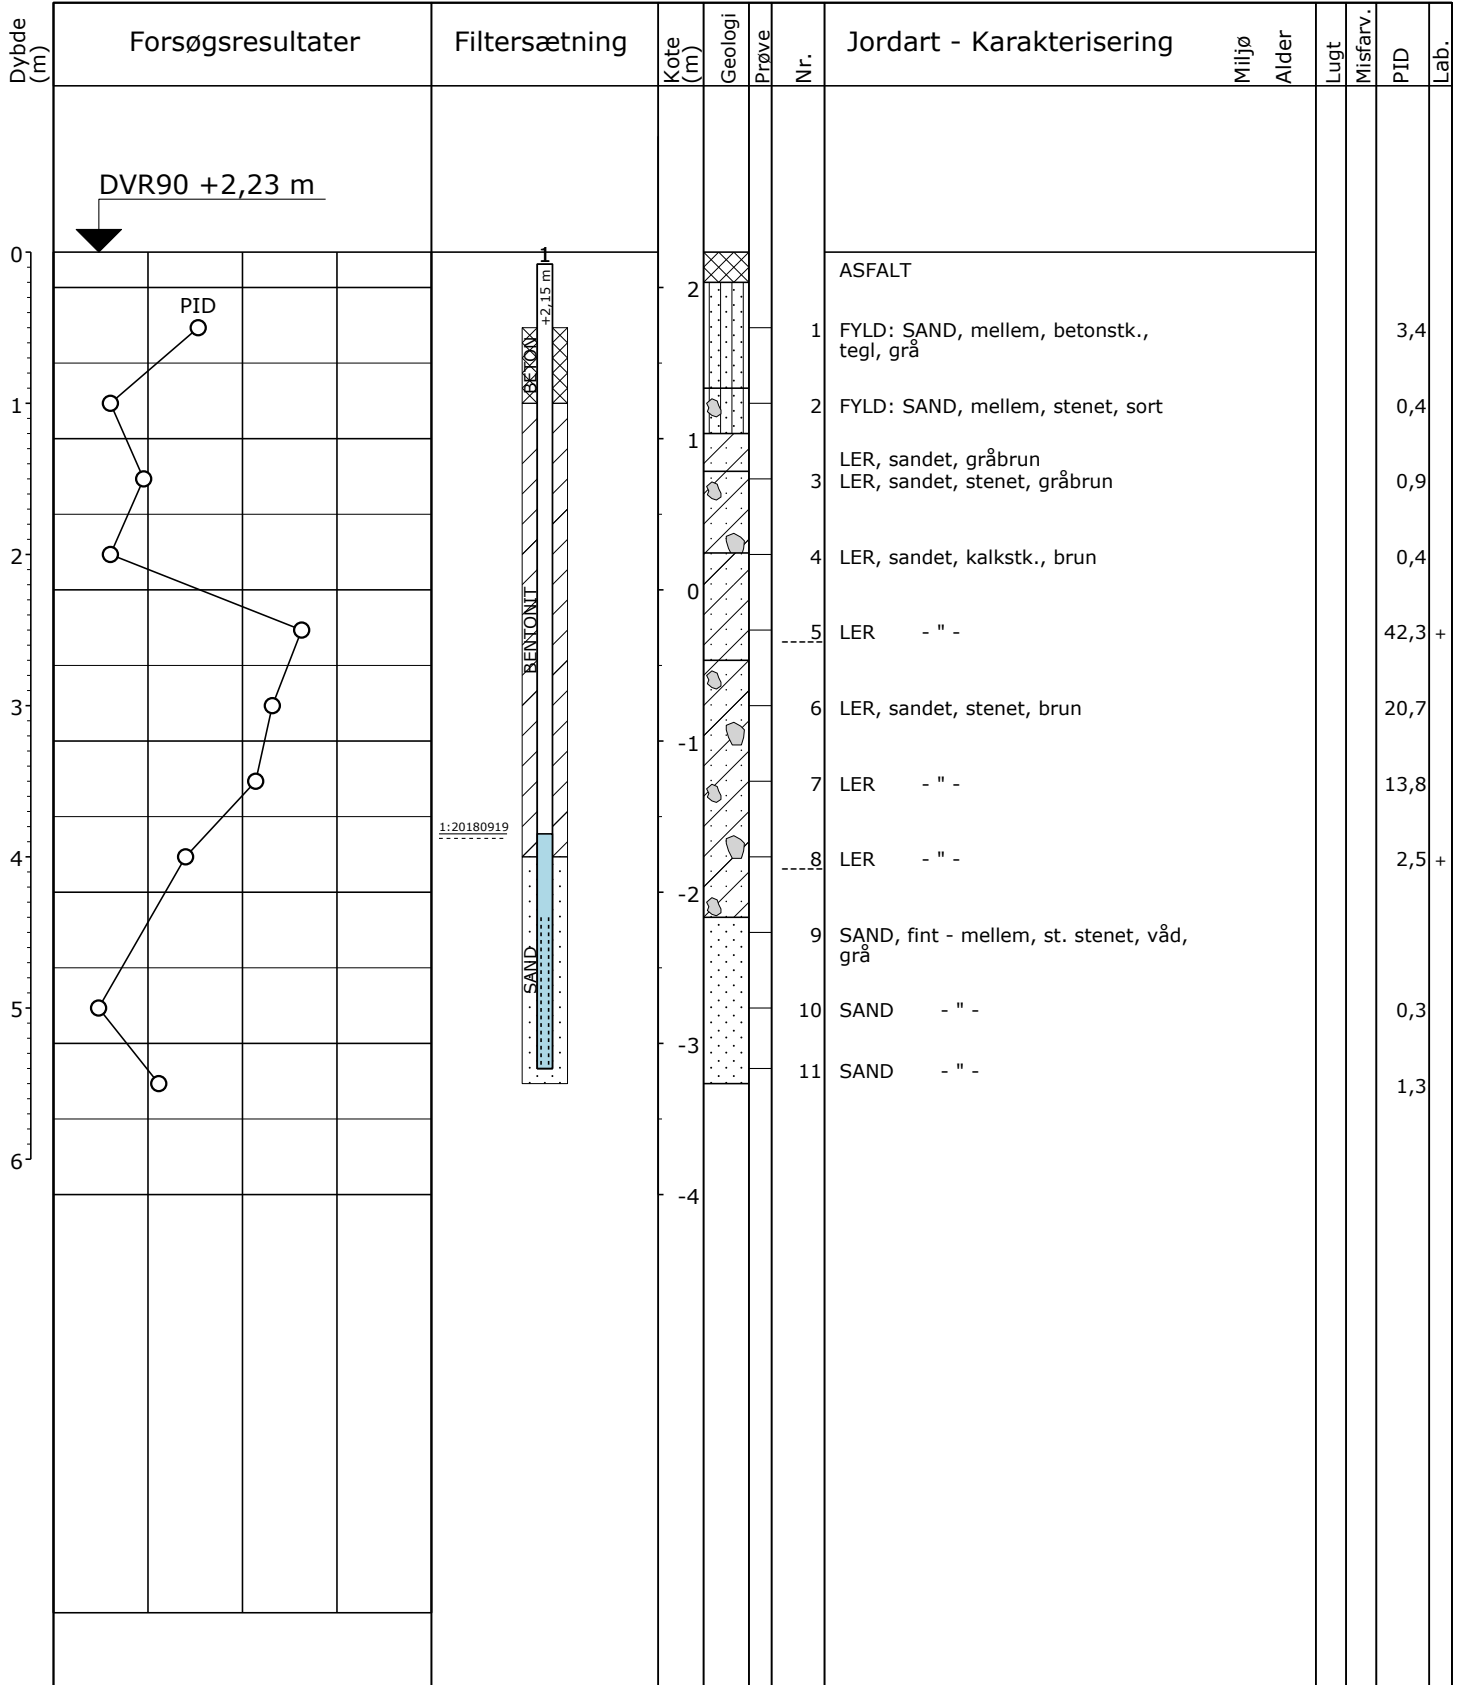 Dybde (m)
Forsøgsresultater
Filtersætning
Kote (m)
Geologi
Prøve
Nr.
Jordart - Karakterisering
Miljø
Alder
Lugt
Misfarv.
PID
Lab.
DVR90 +2,23 m
0
1
2
3
4
5
6
PID
1
+2,15 m
BETON
BENTONIT
SAND
1:20180919
2
1
0
-1
-2
-3
-4
ASFALT
1 FYLD: SAND, mellem, betonstk., 3,4
tegl, grå
2 FYLD: SAND, mellem, stenet, sort 0,4
LER, sandet, gråbrun
3 LER, sandet, stenet, gråbrun 0,9
4 LER, sandet, kalkstk., brun 0,4
5 LER - " - 42,3 +
6 LER, sandet, stenet, brun 20,7
7 LER - " - 13,8
8 LER - " - 2,5 +
9 SAND, fint - mellem, st. stenet, våd,
grå
10 SAND - " - 0,3
11 SAND - " -
1,3